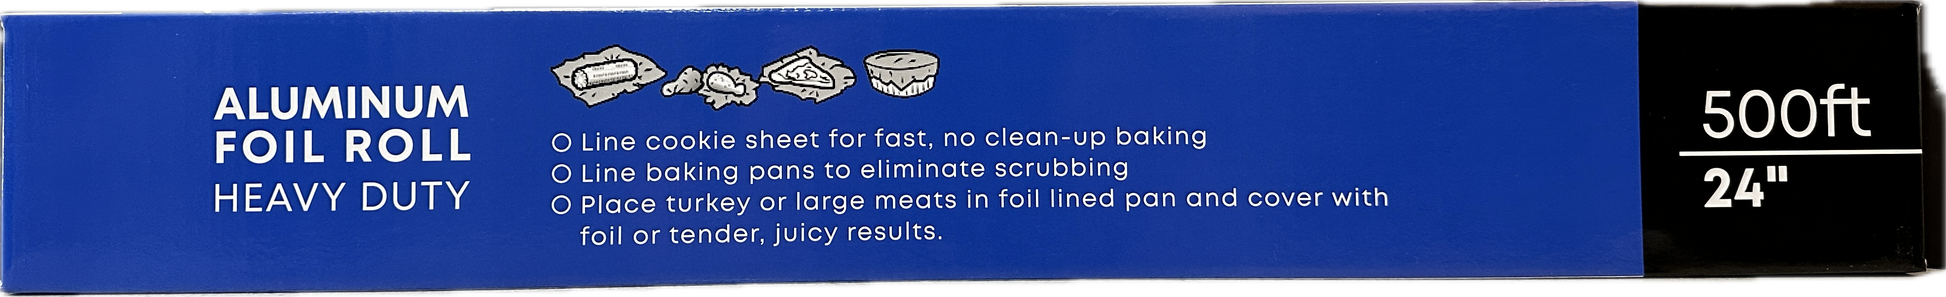 ALUMINUM
FOIL ROLL
HEAVY DUTY
O Line cookie sheet for fast, no clean-up baking
O Line baking pans to eliminate scrubbing
O Place turkey or large meats in foil lined pan and cover with
foil or tender, juicy results.
500ft
24"